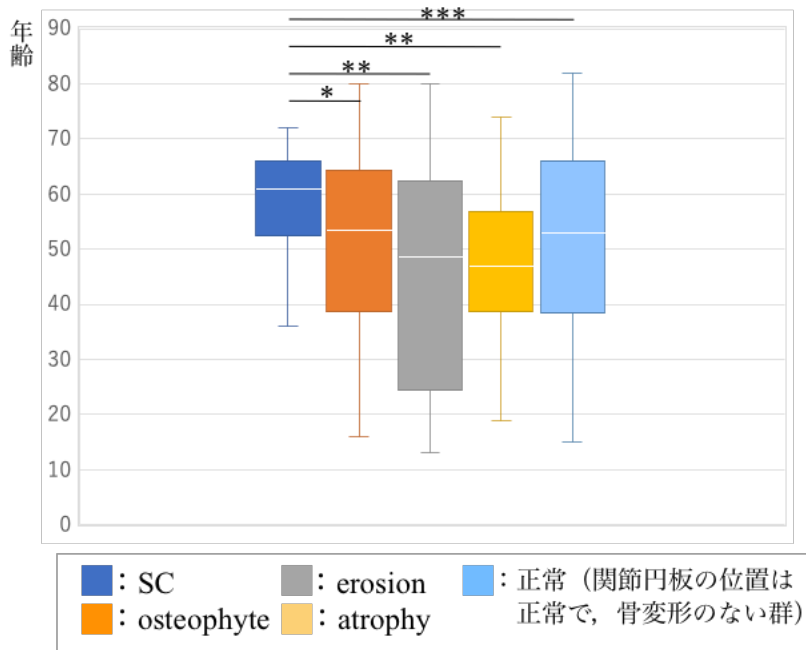 年齢
90
80
70
60
50
40
30
20
10
0
***
**
**
*
：SC
：erosion
：正常（関節円板の位置は
正常で，骨変形のない群）
：osteophyte
：atrophy